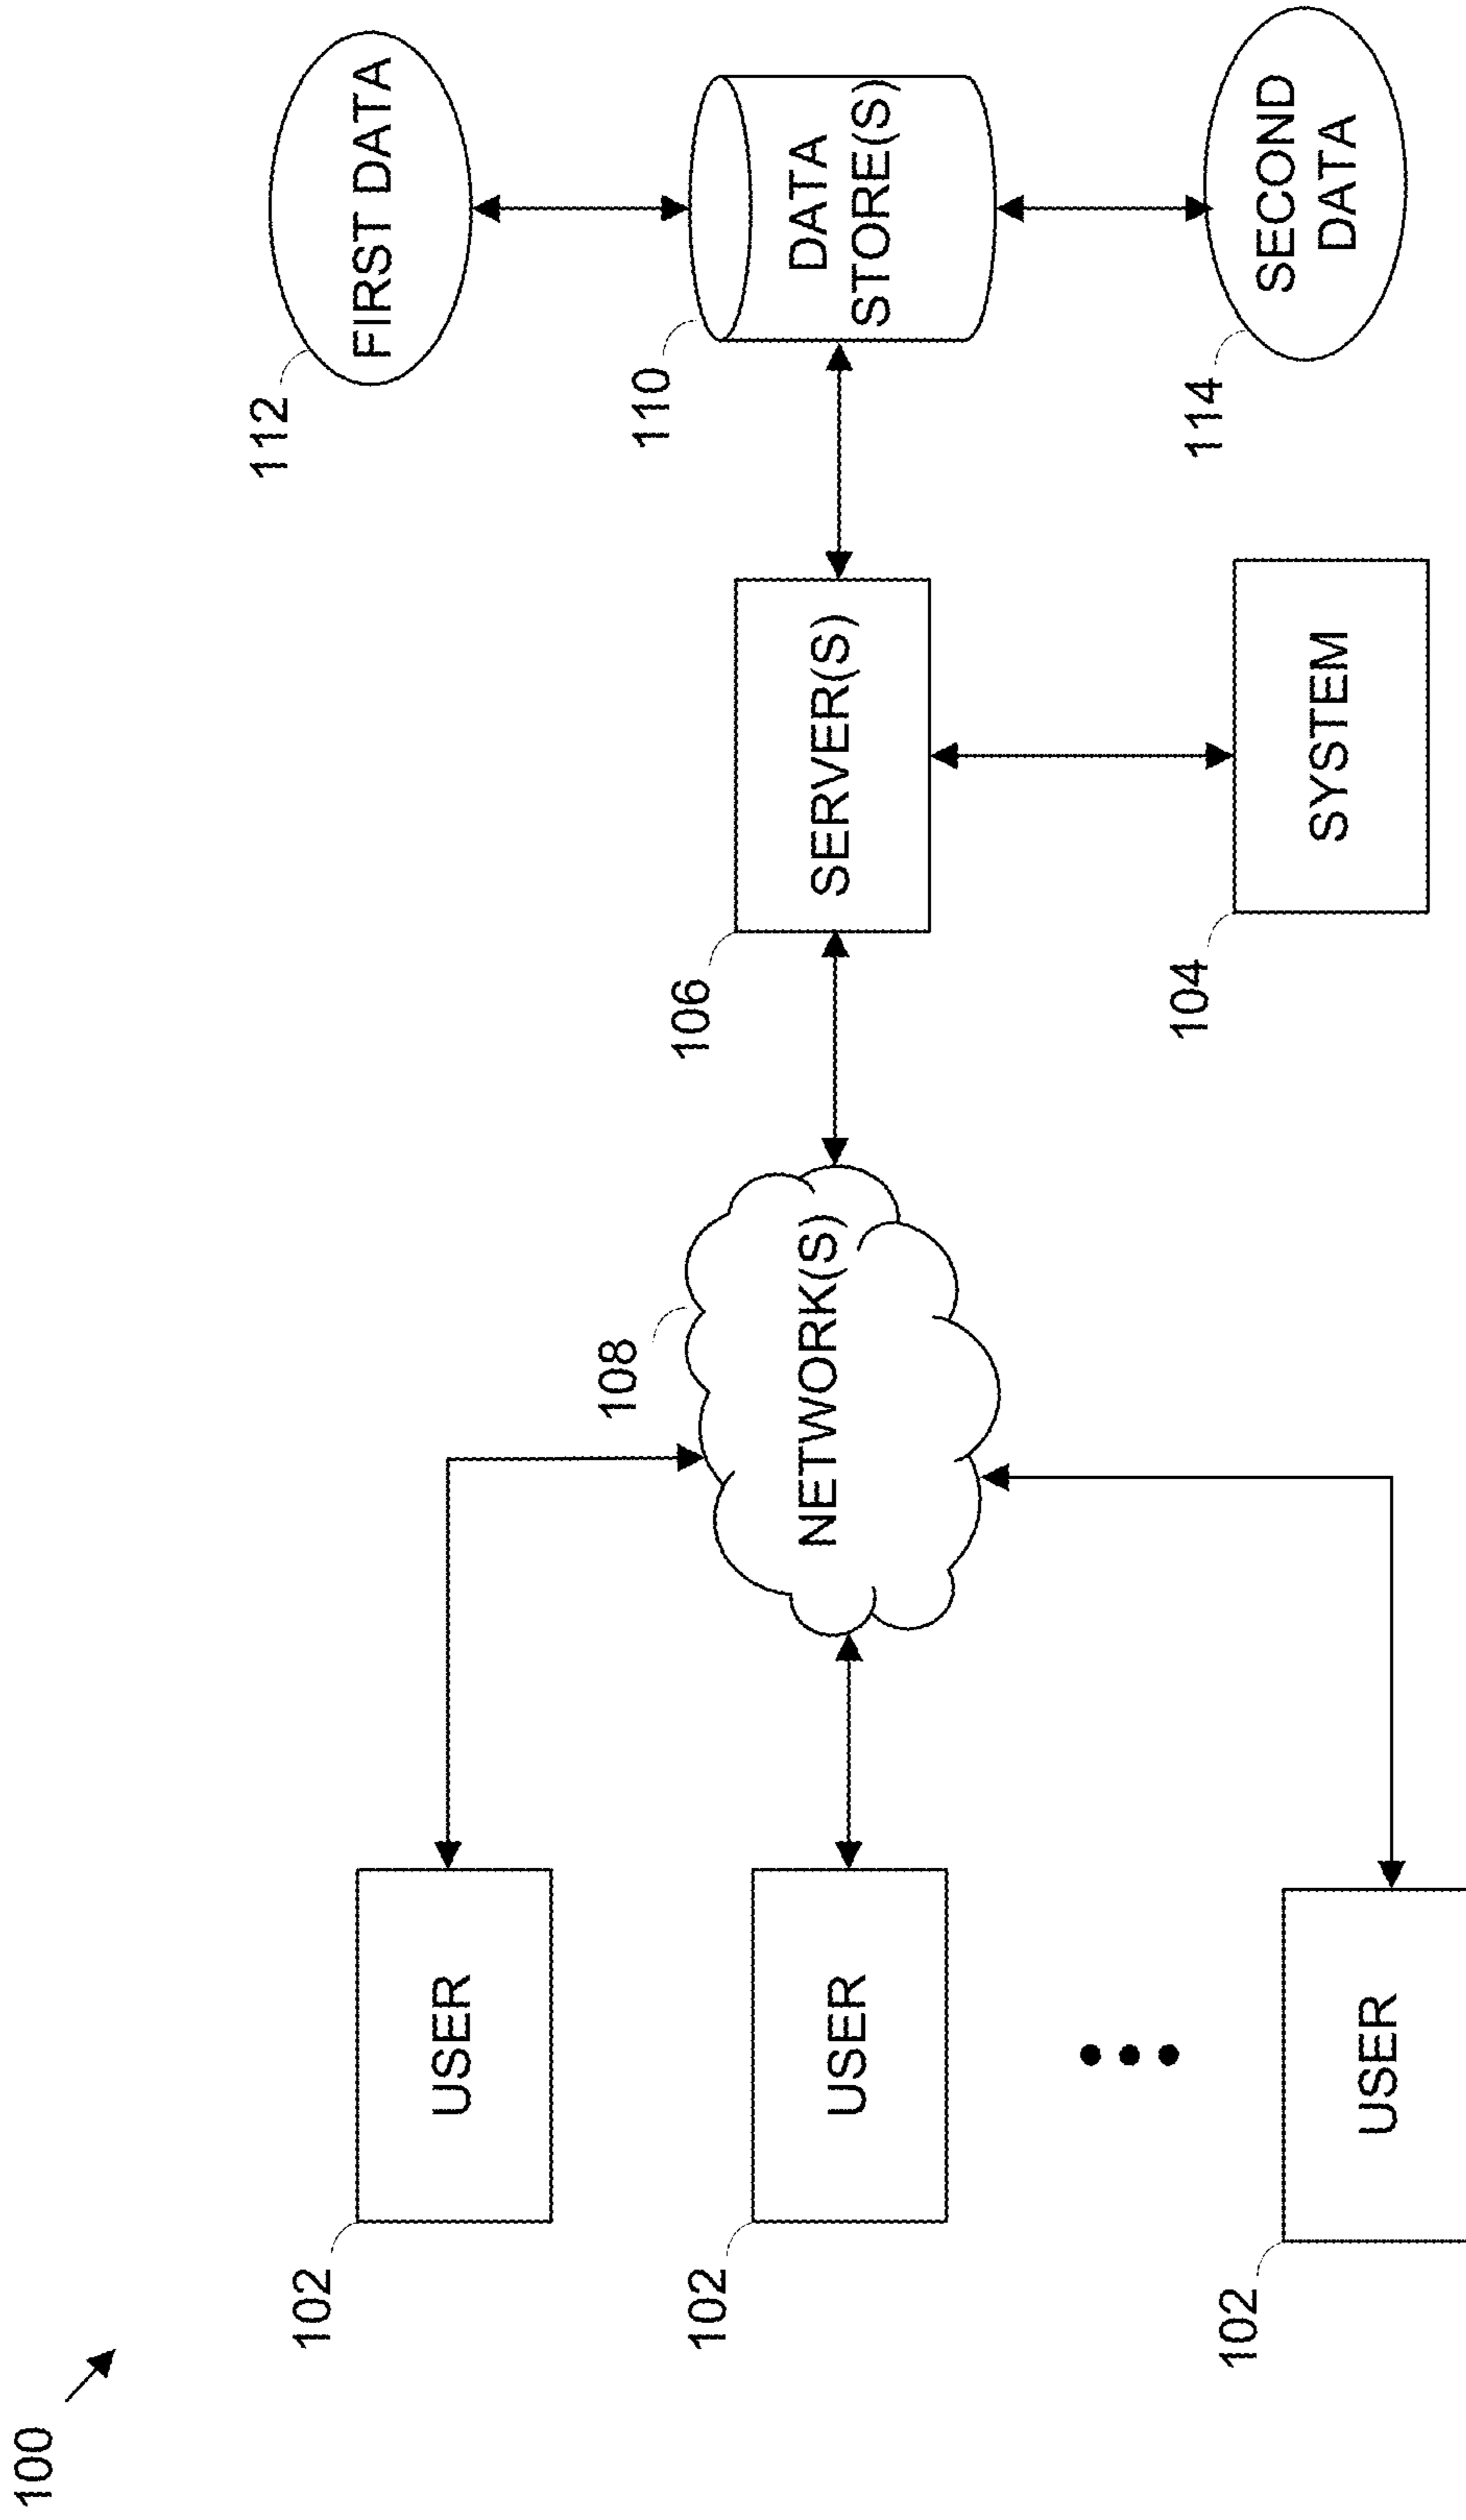 100
102
USER
102
USER
102
USER
108
NETWORK(S)
106
SERVER(S)
104
SYSTEM
112
FIRST DATA
110
DATA
STORE(S)
114
SECOND
DATA